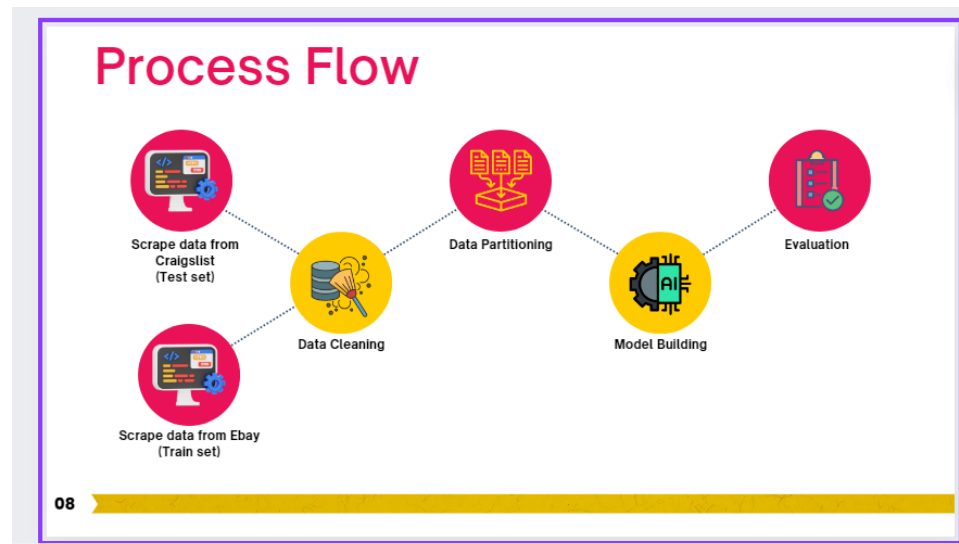 Process Flow
Scrape data from
Craigslist
(Test set)
Data Cleaning
Scrape data from Ebay
(Train set)
Data Partitioning
AI
Model Building
Evaluation
08